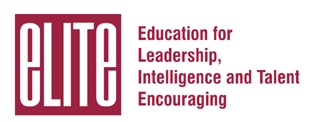 eLITe
Education for
Leadership,
Intelligence and Talent
Encouraging